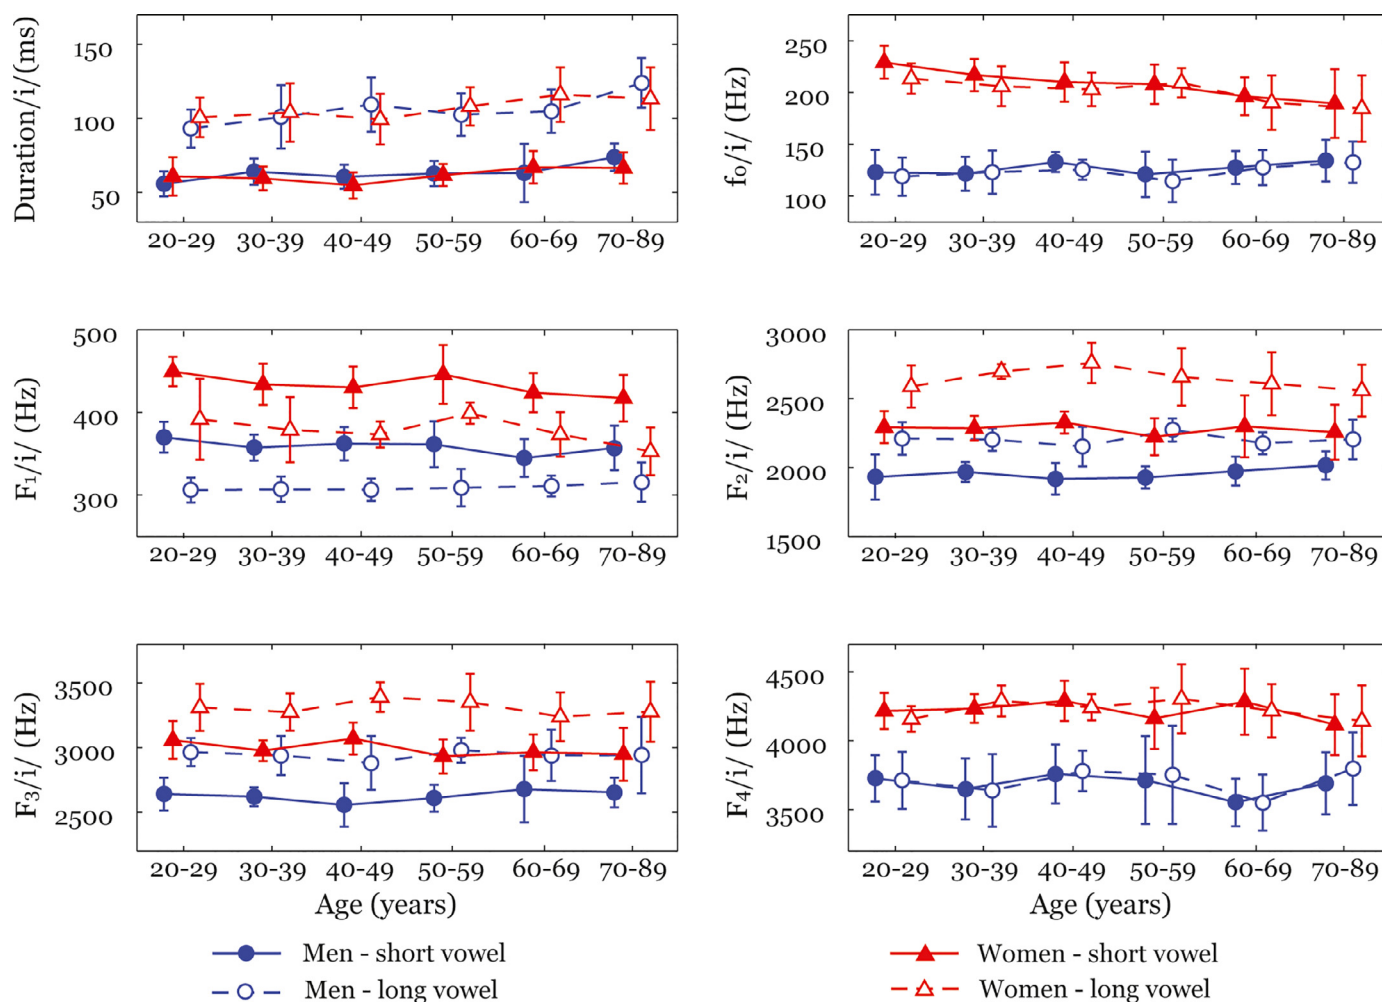 Duration/i/(ms)
150
100
50
20-29 30-39 40-49 50-59 60-69 70-89
fo/i/ (Hz)
250
200
150
100
20-29 30-39 40-49 50-59 60-69 70-89
F1/i/ (Hz)
500
400
300
20-29 30-39 40-49 50-59 60-69 70-89
F2/i/ (Hz)
3000
2500
2000
1500
20-29 30-39 40-49 50-59 60-69 70-89
F3/i/ (Hz)
3500
3000
2500
20-29 30-39 40-49 50-59 60-69 70-89
Age (years)
F4/i/ (Hz)
4500
4000
3500
20-29 30-39 40-49 50-59 60-69 70-89
Age (years)
Men - short vowel
Men - long vowel
Women - short vowel
Women - long vowel